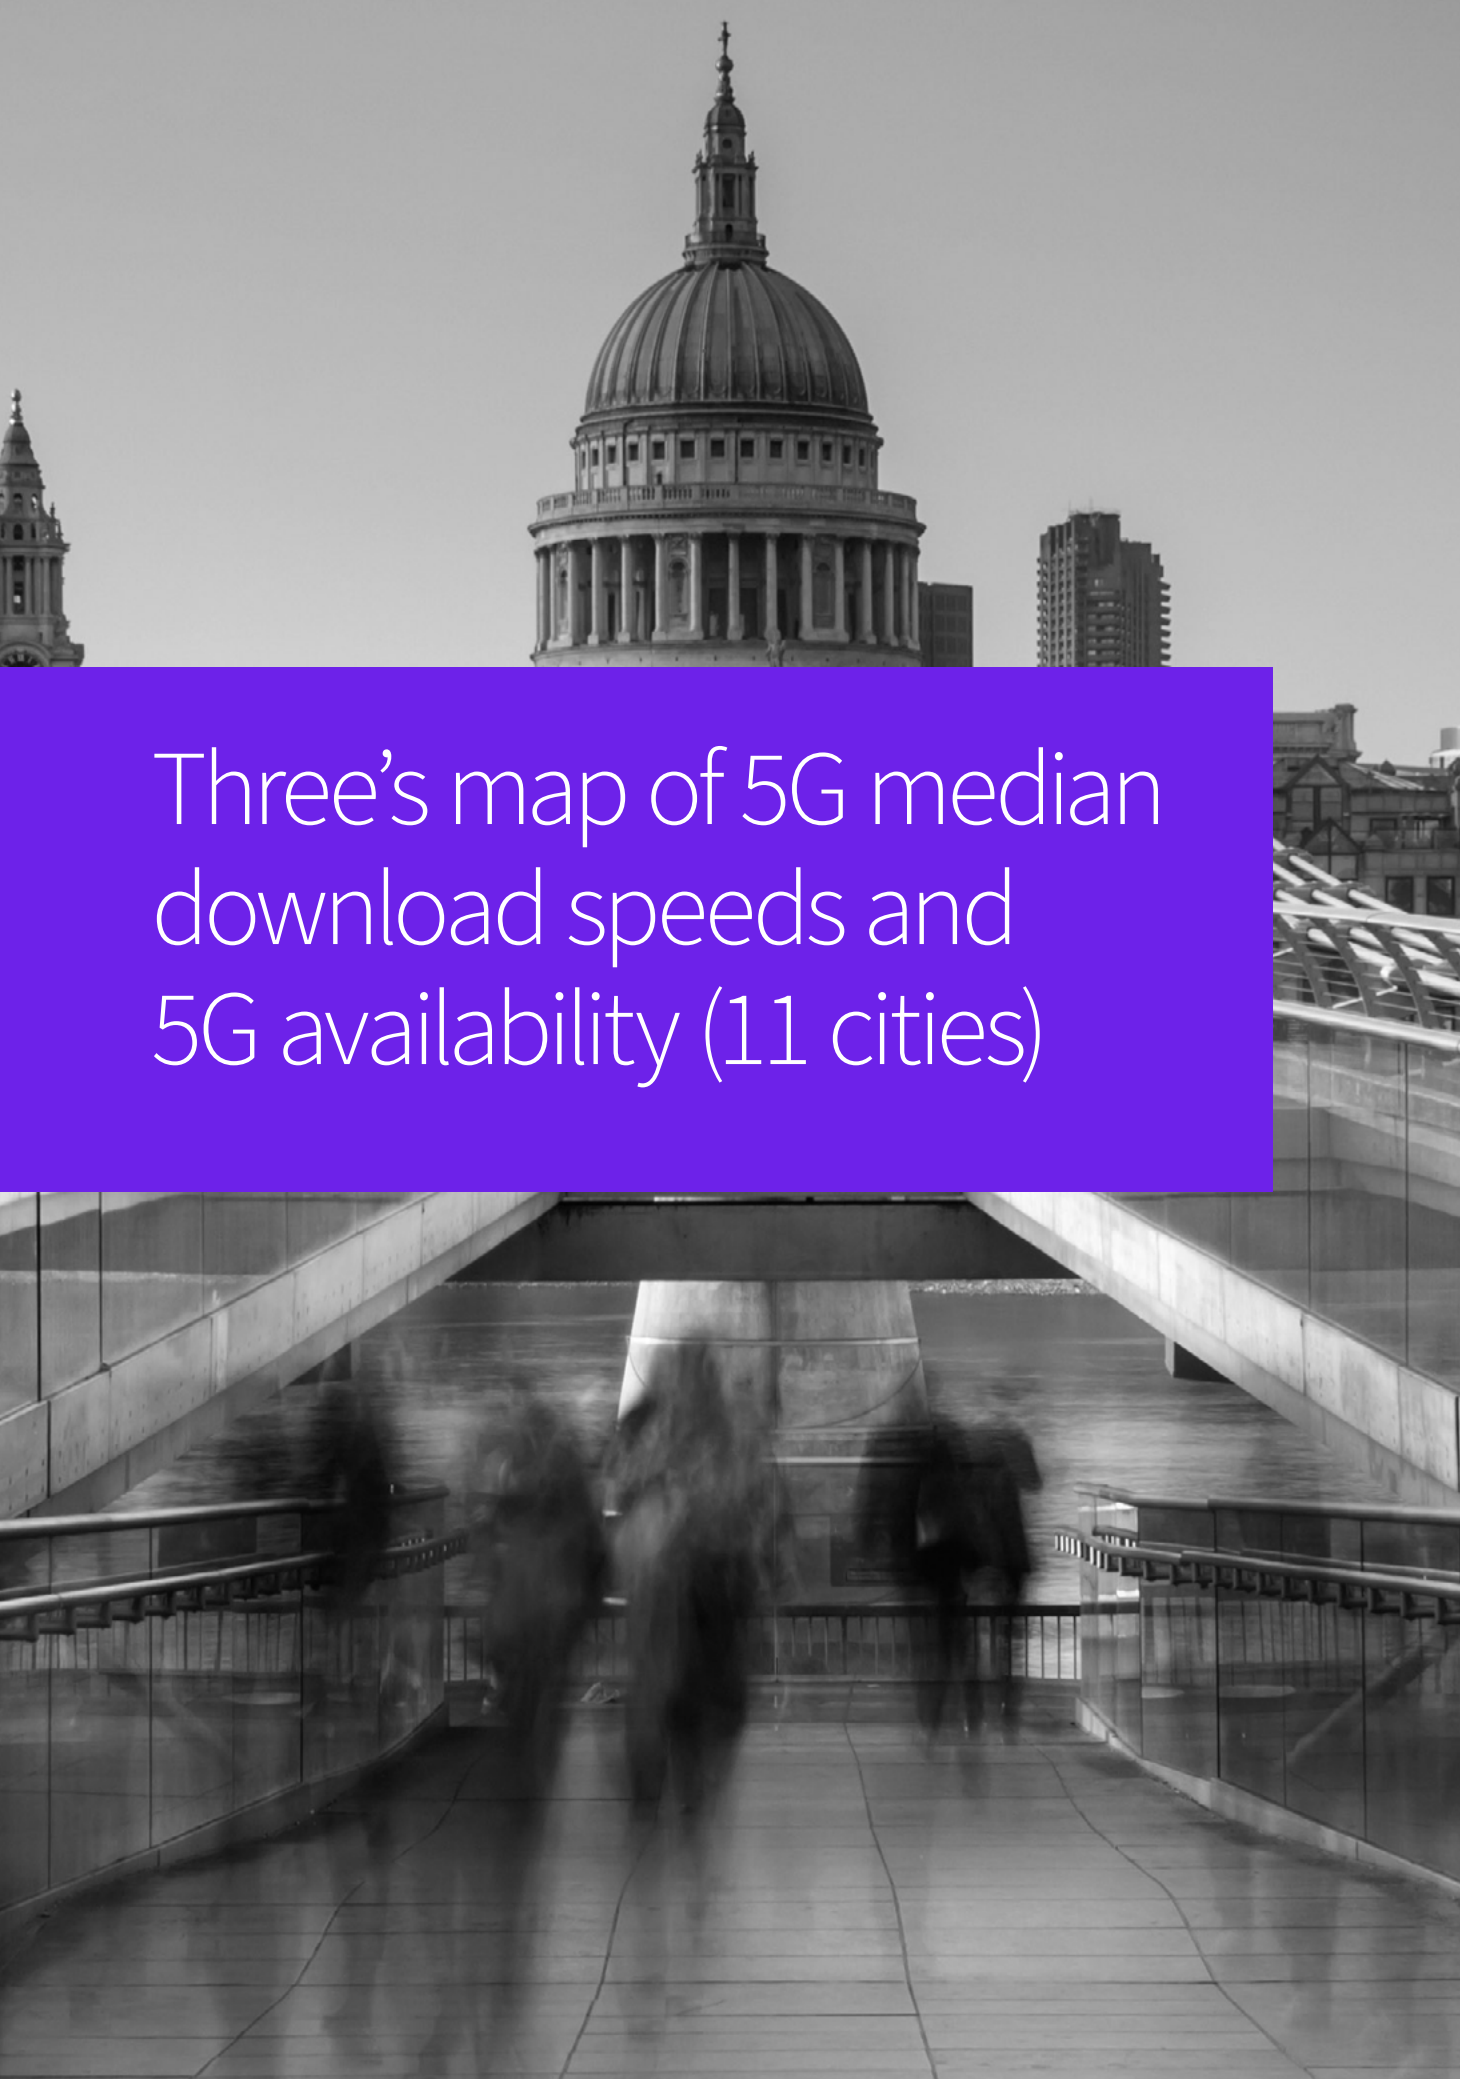 Three’s map of 5G median
download speeds and
5G availability (11 cities)